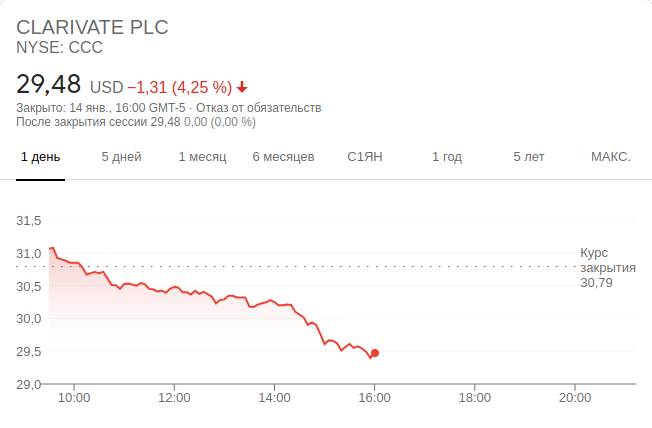 CLARIVATE PLC
NYSE: CCC
29,48 USD −1,31 (4,25 %)
Закрыто: 14 янв., 16:00 GMT-5 · Отказ от обязательств
После закрытия сессии 29,48 0,00 (0,00 %)
1 день 5 дней 1 месяц 6 месяцев С1ЯН 1 год 5 лет МАКС.
31,5
31,0
30,5
30,0
29,5
29,0
Курс
закрытия
30,79
10:00 12:00 14:00 16:00 18:00 20:00